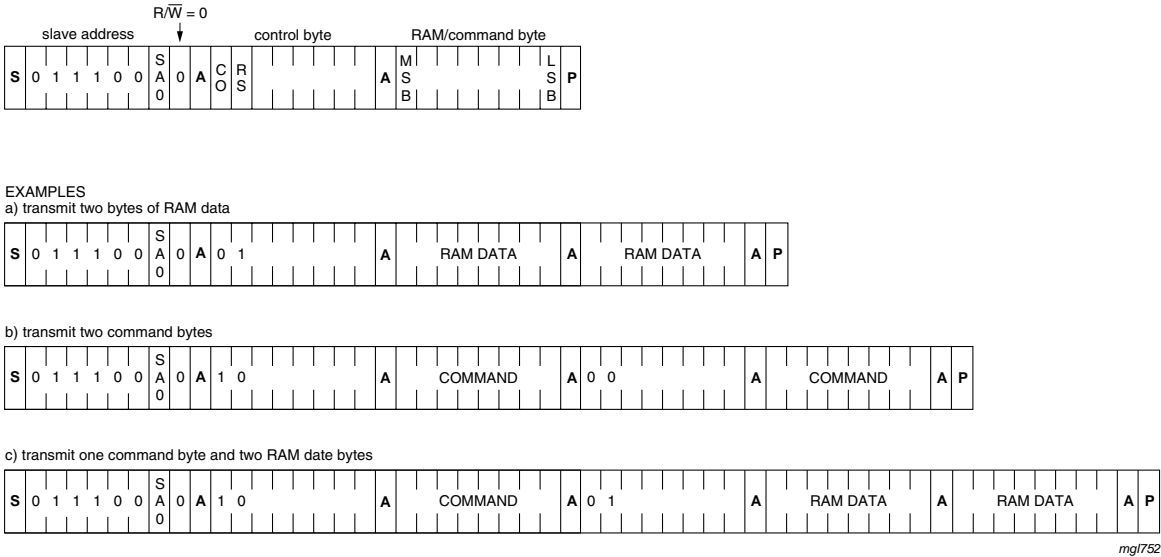 R/W = 0
slave address control byte RAM/command byte
S 0 1 1 1 0 0 SA0 0 A CO RS A MSB LSB P
EXAMPLES
a) transmit two bytes of RAM data
S 0 1 1 1 0 0 SA0 0 A 0 1 A RAM DATA A RAM DATA A P
b) transmit two command bytes
S 0 1 1 1 0 0 SA0 0 A 1 0 A COMMAND A 0 0 A COMMAND A P
c) transmit one command byte and two RAM date bytes
S 0 1 1 1 0 0 SA0 0 A 1 0 A COMMAND A 0 1 A RAM DATA A RAM DATA A P
mgl752